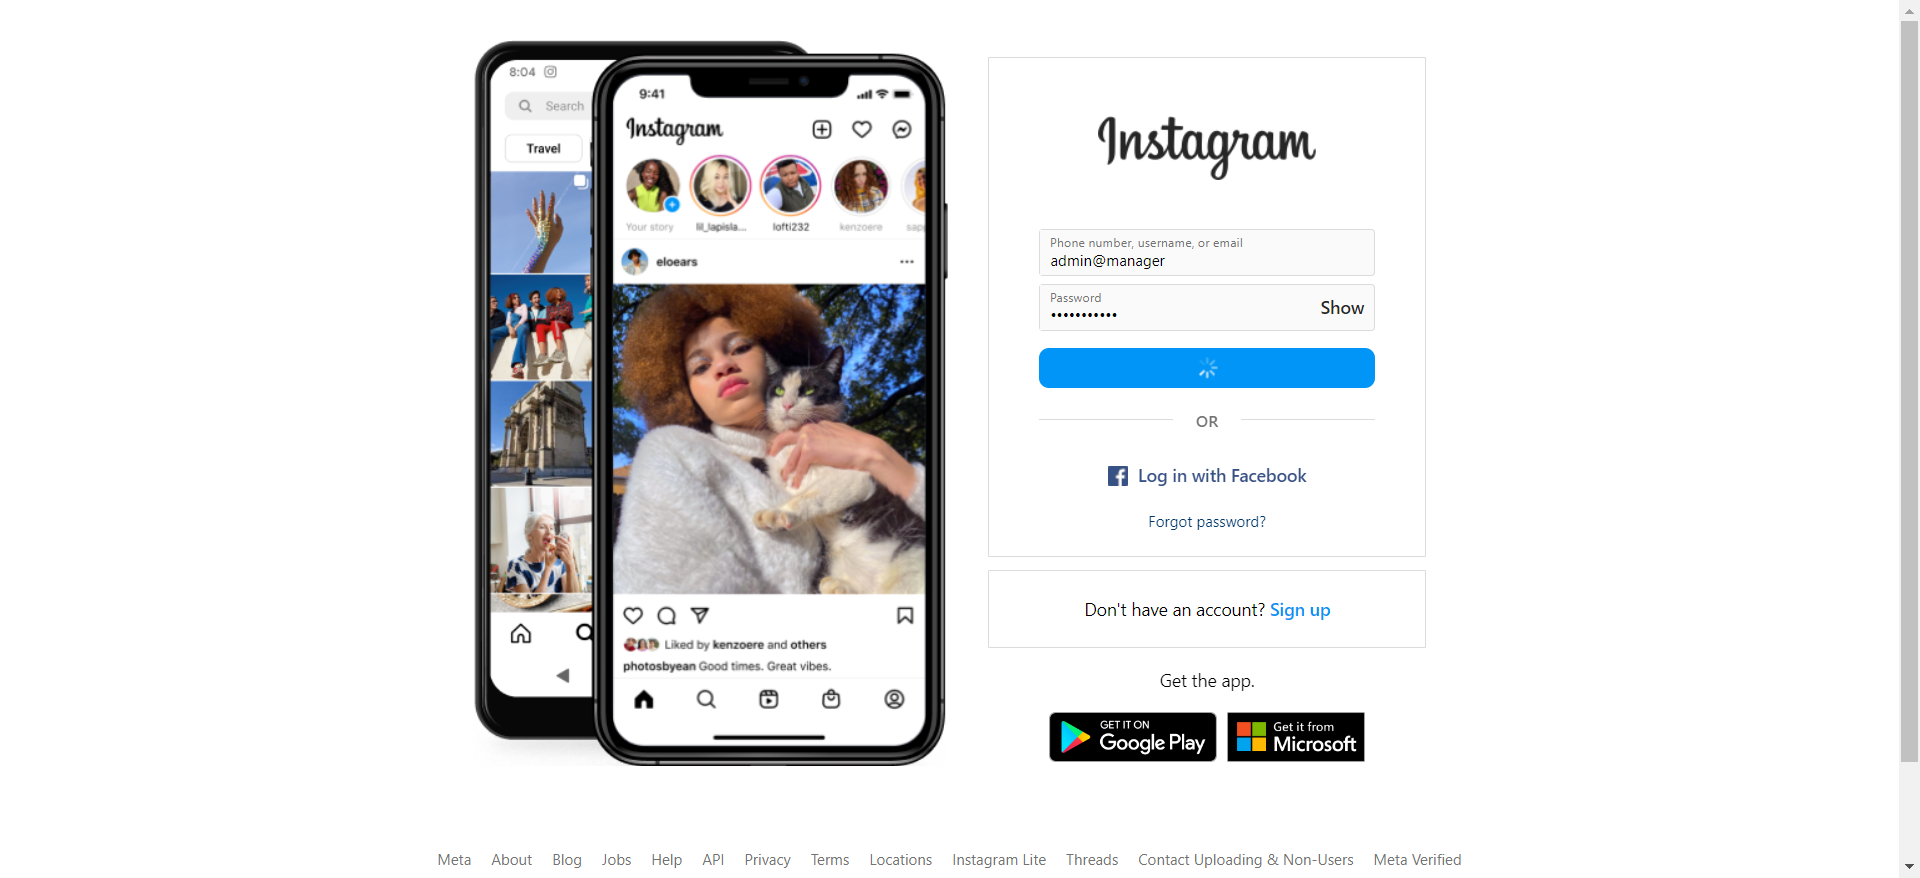 8:04
Search
Travel
9:41
Instagram
Your story
lil_lapisla...
lofti232
kenzoere
sapp
eloears
Liked by kenzoere and others
photosbyean Good times. Great vibes.
Instagram
Phone number, username, or email
admin@manager
Password
Show
OR
Log in with Facebook
Forgot password?
Don't have an account? Sign up
Get the app.
GET IT ON
Google Play
Get it from
Microsoft
Meta About Blog Jobs Help API Privacy Terms Locations Instagram Lite Threads Contact Uploading & Non-Users Meta Verified